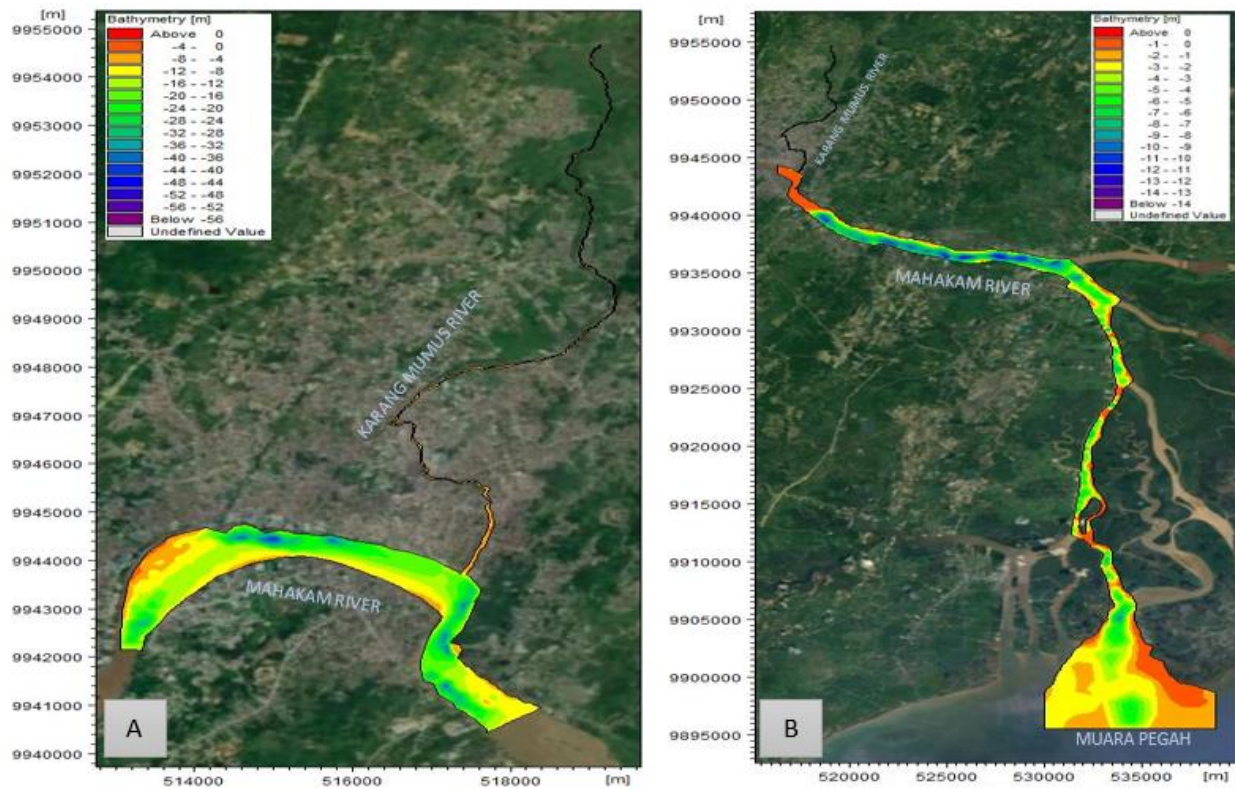 [m]
9955000
9954000
9953000
9952000
9951000
9950000
9949000
9948000
9947000
9946000
9945000
9944000
9943000
9942000
9941000
9940000
Bathymetry [m]
Above 0
-4 - 0
-8 - -4
-12 - -8
-16 - -12
-20 - -16
-24 - -20
-28 - -24
-32 - -28
-36 - -32
-40 - -36
-44 - -40
-48 - -44
-52 - -48
-56 - -52
Below -56
Undefined Value
KARANG MUMUS RIVER
MAHAKAM RIVER
A
514000 516000 518000 [m]
[m]
9955000
9950000
9945000
9940000
9935000
9930000
9925000
9920000
9915000
9910000
9905000
9900000
9895000
Bathymetry [m]
Above 0
-1 - 0
-2 - -1
-3 - -2
-4 - -3
-5 - -4
-6 - -5
-7 - -6
-8 - -7
-9 - -8
-10 - -9
-11 - -10
-12 - -11
-13 - -12
-14 - -13
Below -14
Undefined Value
KARANG MUMUS RIVER
MAHAKAM RIVER
B
MUARA PEGAH
520000 525000 530000 535000 [m]